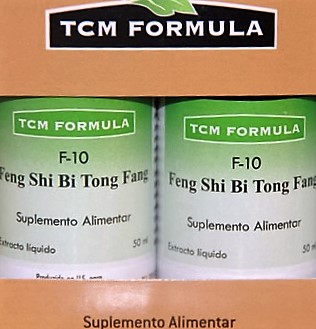 TCM FORMULA
TCM FORMULA
F-10
Feng Shi Bi Tong Fang
Suplemento Alimentar
Extracto líquido 50 ml
TCM FORMULA
F-10
Feng Shi Bi Tong Fang
Suplemento Alimentar
Extracto líquido 50 ml
Suplemento Alimentar